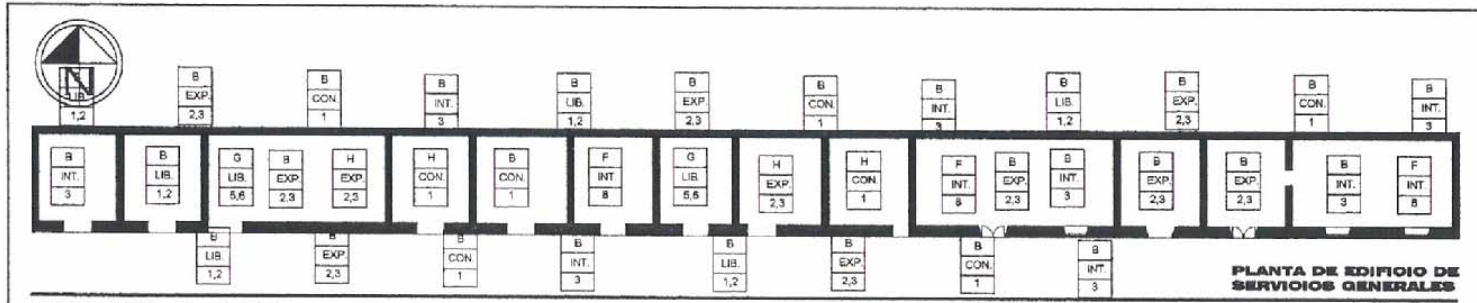 N
LIB.
1,2
B
EXP.
2,3
B
CON.
1
B
INT.
3
B
LIB.
1,2
B
EXP.
2,3
B
CON.
1
B
INT.
3
B
LIB.
1,2
B
EXP.
2,3
B
CON.
1
B
INT.
3
B
INT.
3
B
LIB.
1,2
G
LIB.
5,6
B
EXP.
2,3
H
EXP.
2,3
H
CON.
1
B
CON.
1
F
INT
8
G
LIB.
5,6
H
EXP.
2,3
H
CON.
1
F
INT.
8
B
EXP.
2,3
B
INT.
3
B
EXP.
2,3
B
EXP.
2,3
B
INT.
3
F
INT.
8
B
LIB.
1,2
B
EXP.
2,3
B
CON.
1
B
INT.
3
B
LIB.
1,2
B
EXP.
2,3
B
CON.
1
B
INT.
3
PLANTA DE EDIFICIO DE
SERVICIOS GENERALES